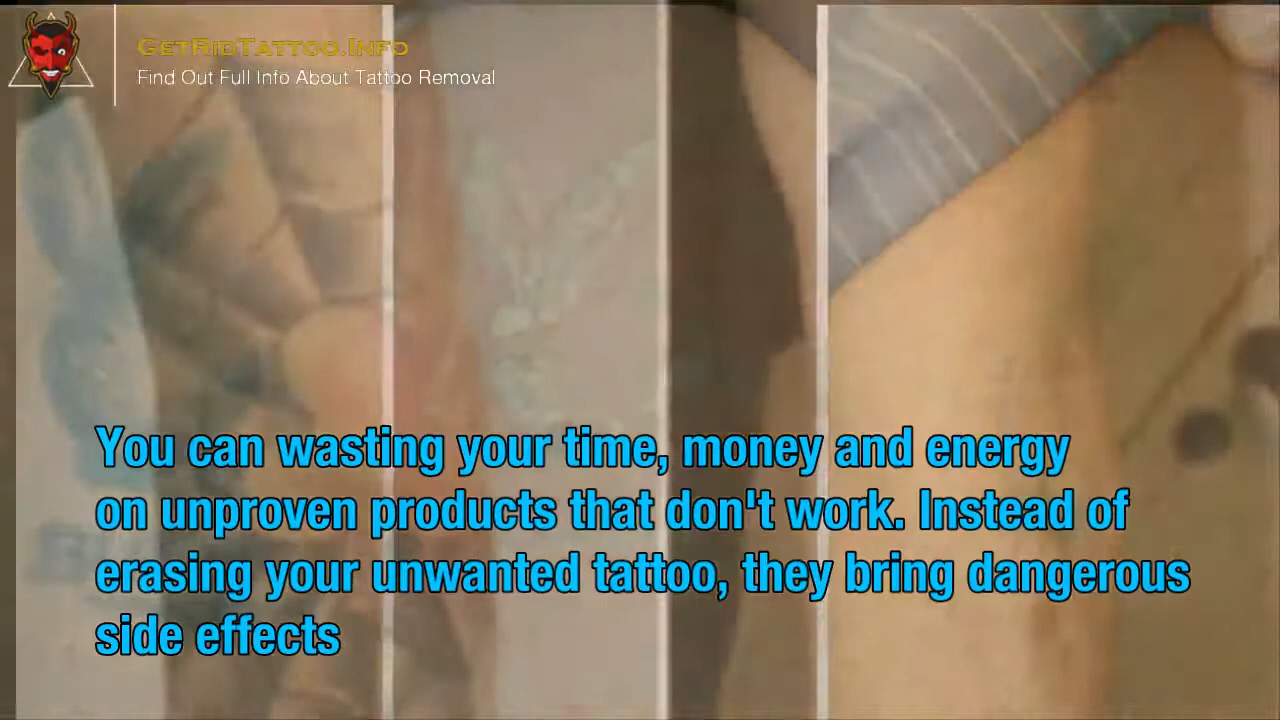 GetRidTattoo.Info
Find Out Full Info About Tattoo Removal
You can wasting your time, money and energy
on unproven products that don't work. Instead of
erasing your unwanted tattoo, they bring dangerous
side effects